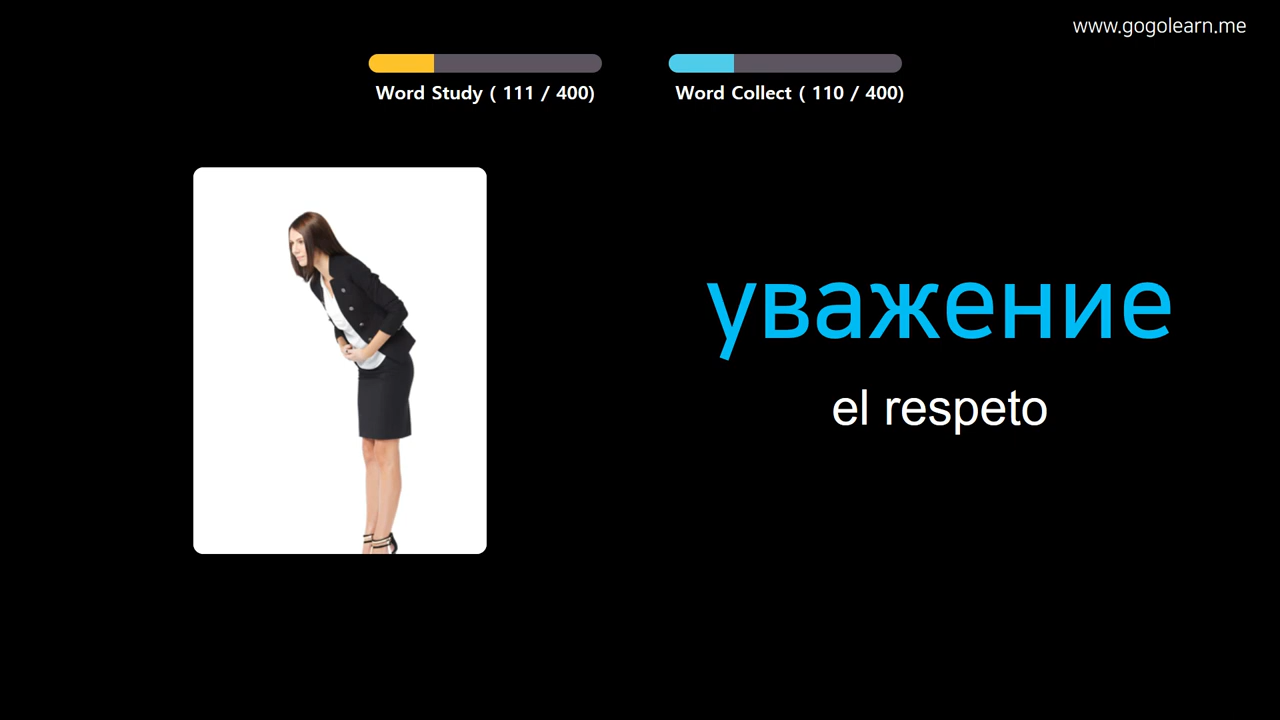 www.gogolearn.me
Word Study ( 111 / 400)
Word Collect ( 110 / 400)
уважение
el respeto